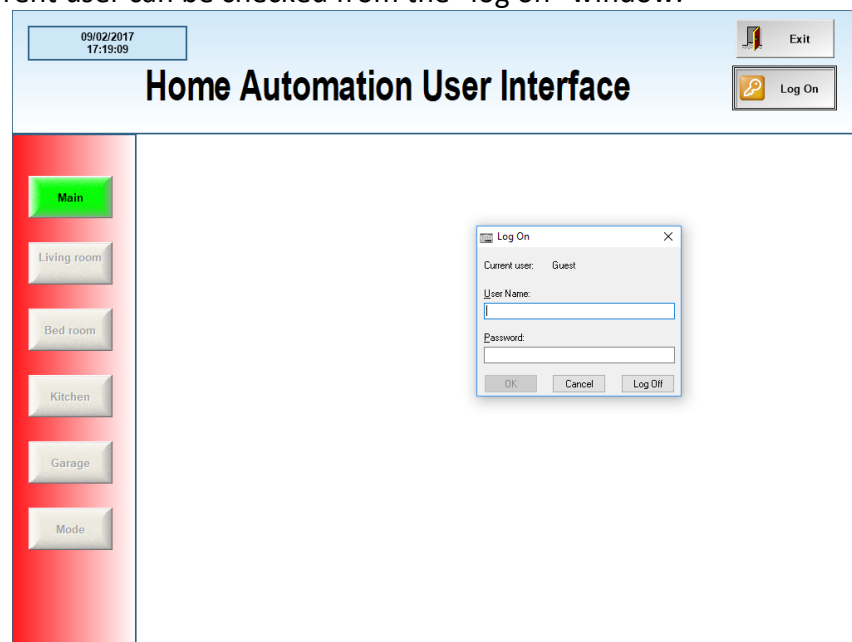 rent user can be checked from the "log on" window.
09/02/2017
17:19:09
Exit
Home Automation User Interface
Log On
Main
Living room
Bed room
Kitchen
Garage
Mode
Log On
Current user: Guest
User Name:
Password:
OK Cancel Log Off